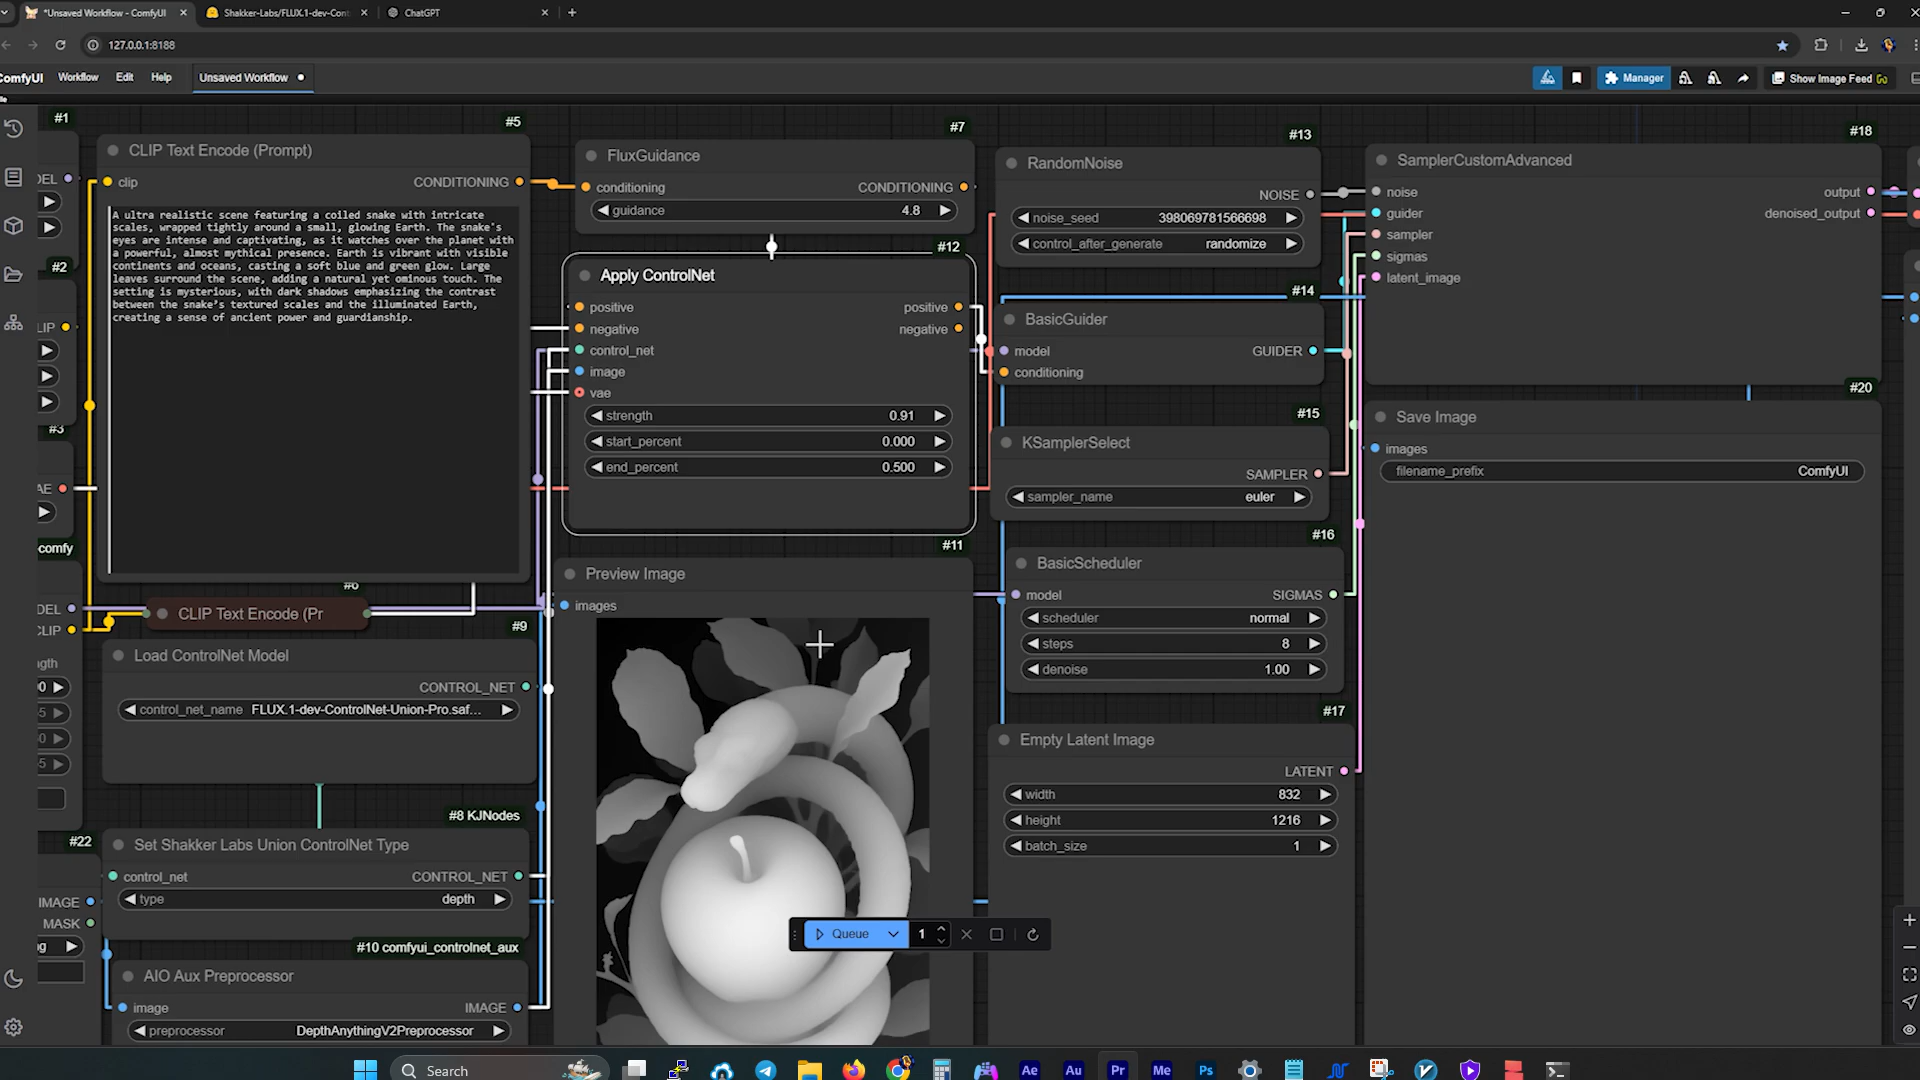 *Unsaved Workflow - ComfyUI
Shakker-Labs/FLUX.1-dev-Cont
ChatGPT
127.0.0.1:8188
ComfyUI
Workflow
Edit
Help
Unsaved Workflow
Manager
Show Image Feed
#1
#2
#3
comfy
#22
IMAGE
MASK
#5
CLIP Text Encode (Prompt)
clip
CONDITIONING
A ultra realistic scene featuring a coiled snake with intricate
scales, wrapped tightly around a small, glowing Earth. The snake's
eyes are intense and captivating, as it watches over the planet with
a powerful, almost mythical presence. Earth is vibrant with visible
continents and oceans, casting a soft blue and green glow. Large
leaves surround the scene, adding a natural yet ominous touch. The
setting is mysterious, with dark shadows emphasizing the contrast
between the snake's textured scales and the illuminated Earth,
creating a sense of ancient power and guardianship.
#6
CLIP Text Encode (Pr
#9
Load ControlNet Model
CONTROL_NET
control_net_name FLUX.1-dev-ControlNet-Union-Pro.saf...
#8 KJNodes
Set Shakker Labs Union ControlNet Type
control_net
CONTROL_NET
type
depth
#10 comfyui_controlnet_aux
AIO Aux Preprocessor
image
IMAGE
preprocessor
DepthAnythingV2Preprocessor
#7
FluxGuidance
conditioning
CONDITIONING
guidance
4.8
#12
Apply ControlNet
positive
positive
negative
negative
control_net
image
vae
strength
0.91
start_percent
0.000
end_percent
0.500
#11
Preview Image
images
#13
RandomNoise
NOISE
noise_seed
398069781566698
control_after_generate
randomize
#14
BasicGuider
model
GUIDER
conditioning
#15
KSamplerSelect
SAMPLER
sampler_name
euler
#16
BasicScheduler
model
SIGMAS
scheduler
normal
steps
8
denoise
1.00
#17
Empty Latent Image
LATENT
width
832
height
1216
batch_size
1
#18
SamplerCustomAdvanced
noise
output
guider
denoised_output
sampler
sigmas
latent_image
#20
Save Image
images
filename_prefix
ComfyUI
Queue
1
Search
Ae
Au
Pr
Me
Ps